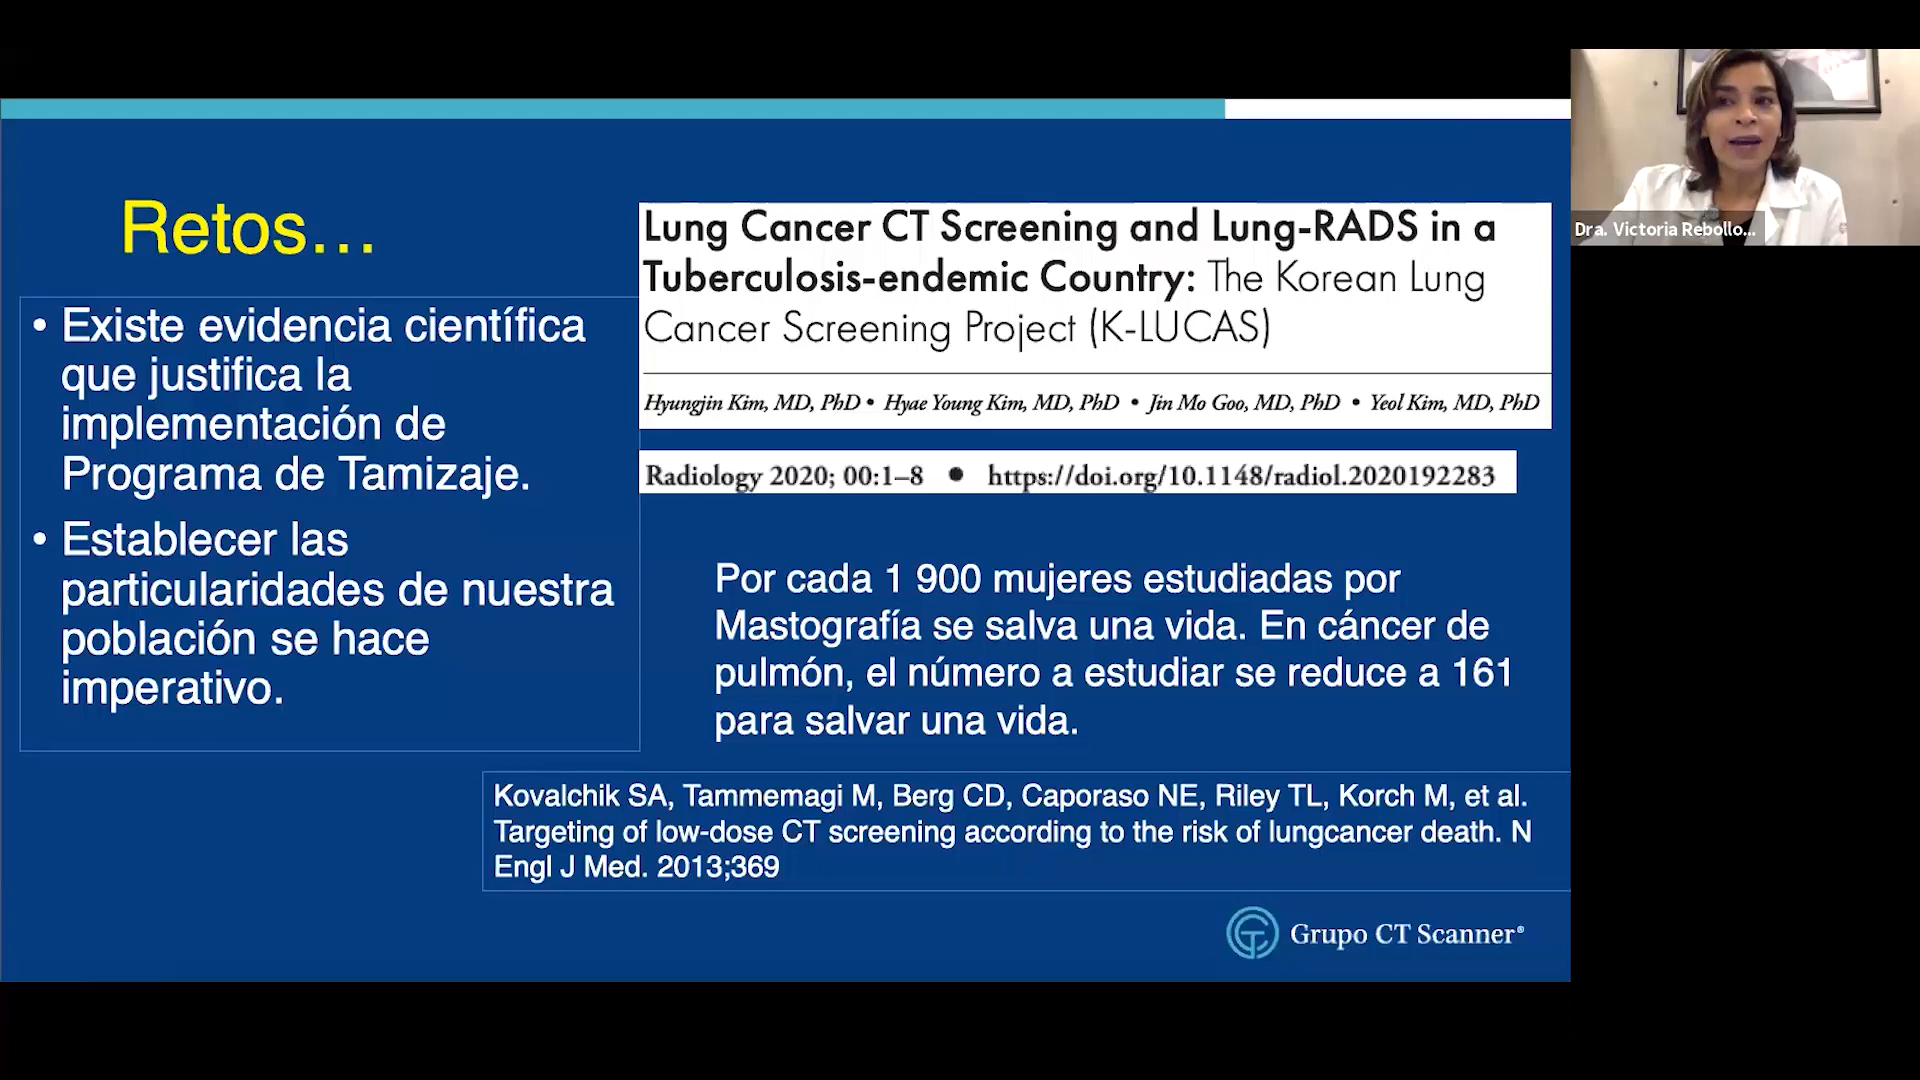 Retos...
• Existe evidencia científica
que justifica la
implementación de
Programa de Tamizaje.
• Establecer las
particularidades de nuestra
población se hace
imperativo.
Lung Cancer CT Screening and Lung-RADS in a
Tuberculosis-endemic Country: The Korean Lung
Cancer Screening Project (K-LUCAS)
Hyungjin Kim, MD, PhD • Hyae Young Kim, MD, PhD • Jin Mo Goo, MD, PhD • Yeol Kim, MD, PhD
Radiology 2020; 00:1–8 • https://doi.org/10.1148/radiol.2020192283
Por cada 1 900 mujeres estudiadas por
Mastografía se salva una vida. En cáncer de
pulmón, el número a estudiar se reduce a 161
para salvar una vida.
Kovalchik SA, Tammemagi M, Berg CD, Caporaso NE, Riley TL, Korch M, et al.
Targeting of low-dose CT screening according to the risk of lungcancer death. N
Engl J Med. 2013;369
Grupo CT Scanner®
Dra. Victoria Rebollo...